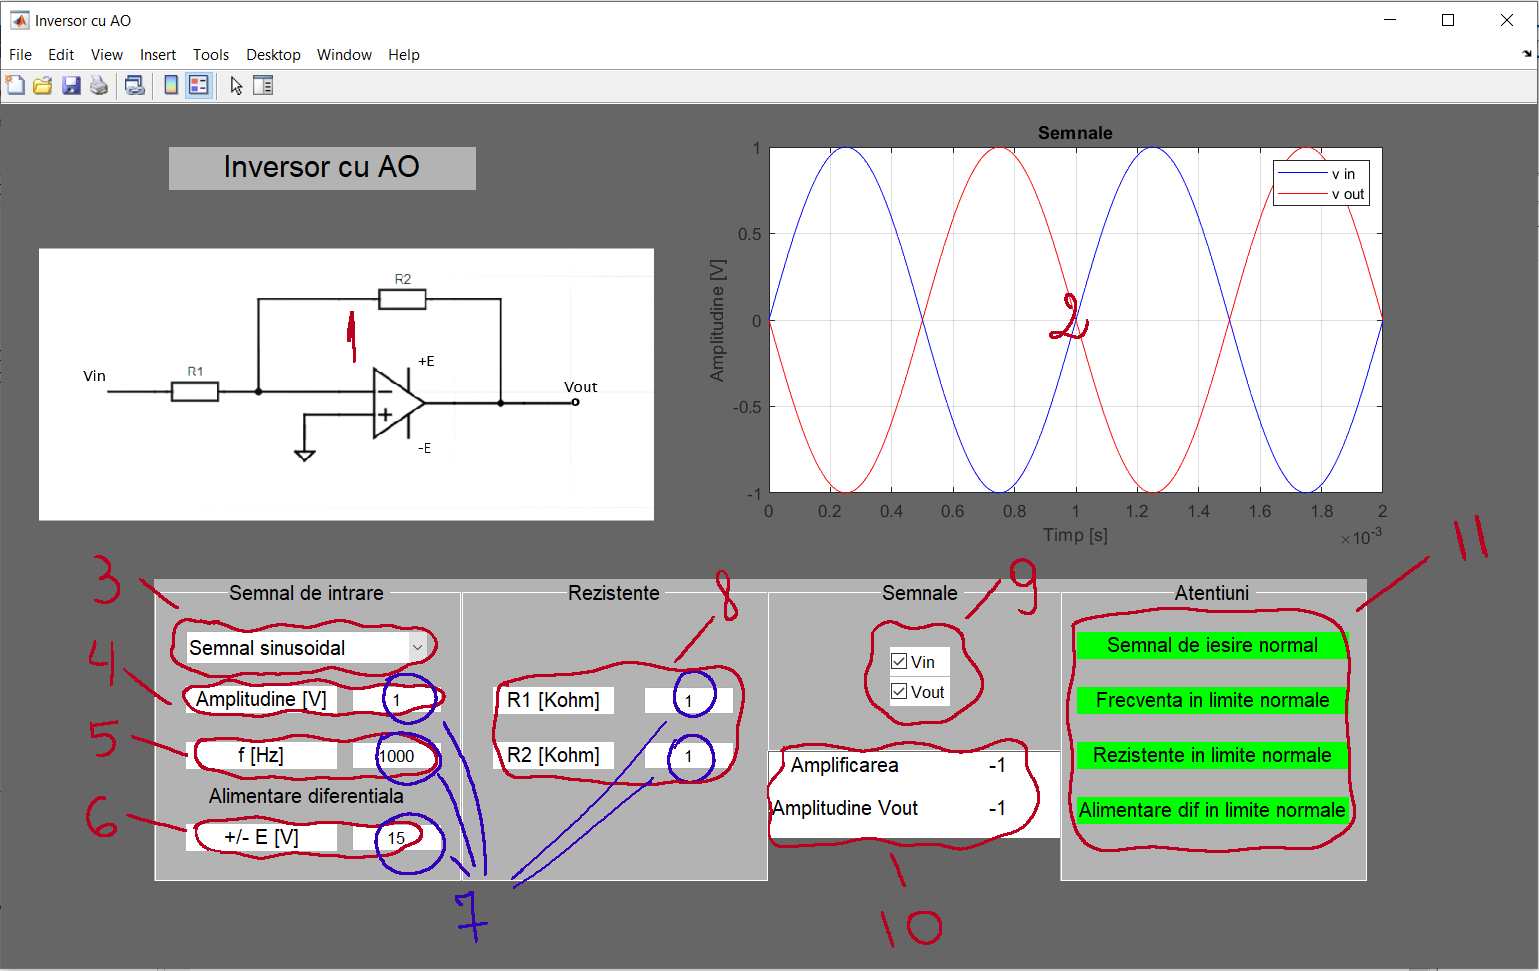 Inversor cu AO
File Edit View Insert Tools Desktop Window Help
Inversor cu AO
R2
1
R1
Vin
+E
Vout
-E
Semnale
v in
v out
1
0.5
0
-0.5
-1
Amplitudine [V]
2
0 0.2 0.4 0.6 0.8 1 1.2 1.4 1.6 1.8 2
Timp [s]
×10-3
3
4
5
6
Semnal de intrare
Semnal sinusoidal
Amplitudine [V] 1
f [Hz] 1000
Alimentare diferentiala
+/- E [V] 15
7
Rezistente
8
R1 [Kohm] 1
R2 [Kohm] 1
Semnale
9
Vin
Vout
Amplificarea -1
Amplitudine Vout -1
10
Atentiuni
11
Semnal de iesire normal
Frecventa in limite normale
Rezistente in limite normale
Alimentare dif in limite normale